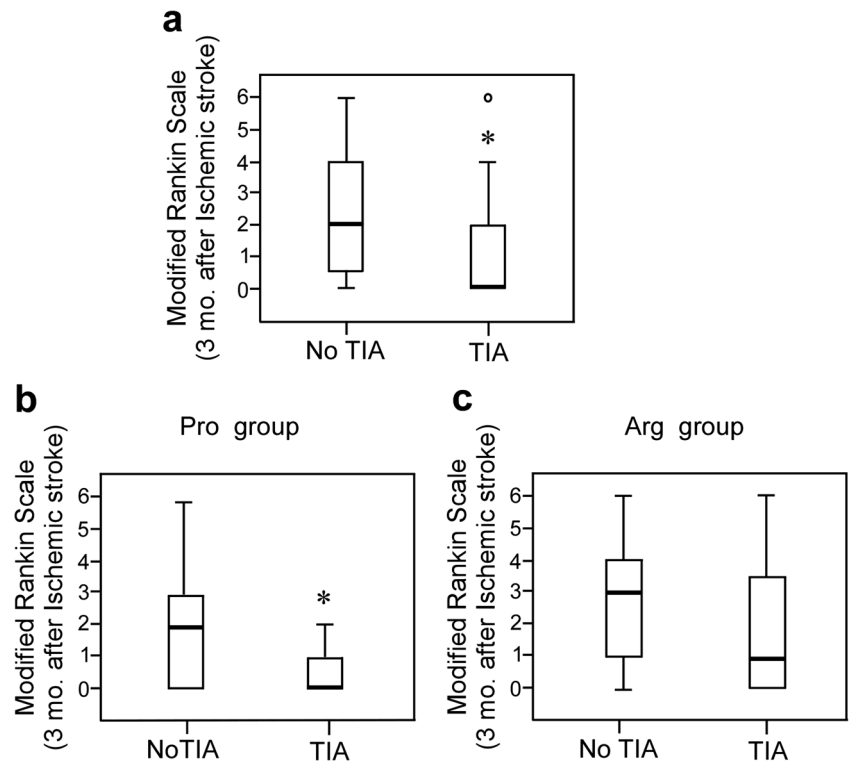 a
Modified Rankin Scale
(3 mo. after Ischemic stroke)
6
5
4
3
2
1
0
*
No TIA
TIA
b
Pro group
Modified Rankin Scale
(3 mo. after Ischemic stroke)
6
5
4
3
2
1
0
*
NoTIA
TIA
c
Arg group
Modified Rankin Scale
(3 mo. after Ischemic stroke)
6
5
4
3
2
1
0
No TIA
TIA